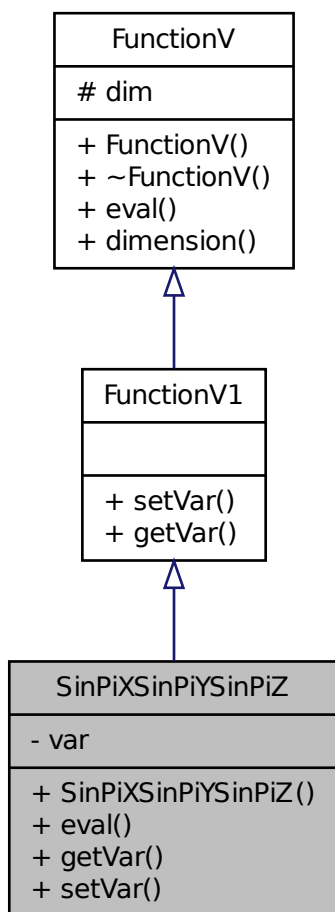 FunctionV
# dim
+ FunctionV()
+ ~FunctionV()
+ eval()
+ dimension()
FunctionV1
+ setVar()
+ getVar()
SinPiXSinPiYSinPiZ
- var
+ SinPiXSinPiYSinPiZ()
+ eval()
+ getVar()
+ setVar()